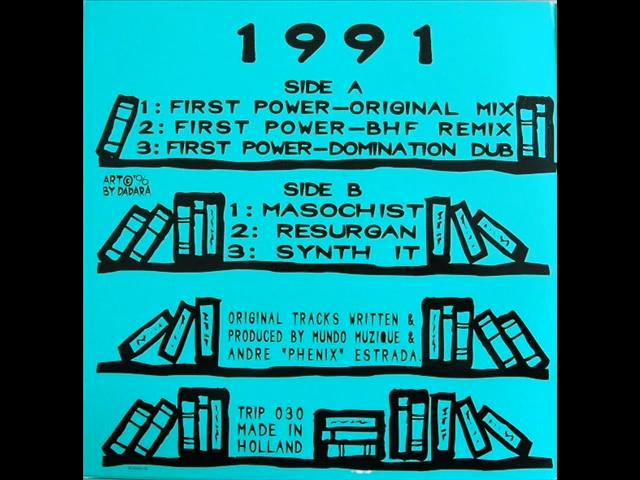 1991
SIDE A
1: FIRST POWER-ORIGINAL MIX
2: FIRST POWER-BHF REMIX
3: FIRST POWER-DOMINATION DUB
ART © '96
BY DADARA
SIDE B
1: MASOCHIST
2: RESURGAN
3: SYNTH IT
ORIGINAL TRACKS WRITTEN &
PRODUCED BY MUNDO MUZIQUE &
ANDRE "PHENIX" ESTRADA.
TRIP 030
MADE IN
HOLLAND